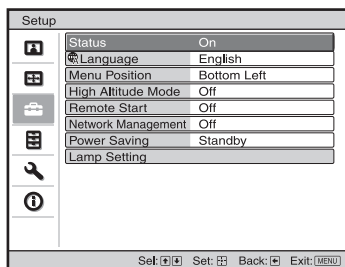 Setup
Status On
Language English
Menu Position Bottom Left
High Altitude Mode Off
Remote Start Off
Network Management Off
Power Saving Standby
Lamp Setting
Sel: Set: Back: Exit: MENU